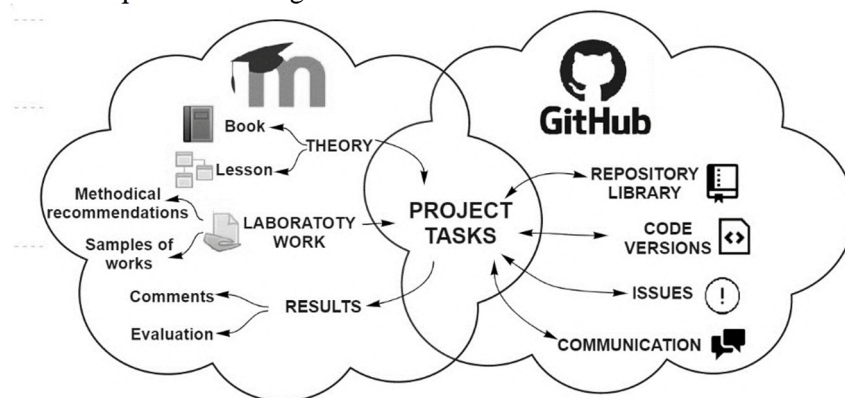 m
GitHub
Book
THEORY
Lesson
Methodical
recommendations
LABORATOTY
WORK
Samples of
works
Comments
RESULTS
Evaluation
PROJECT
TASKS
REPOSITORY
LIBRARY
CODE
VERSIONS
ISSUES
COMMUNICATION